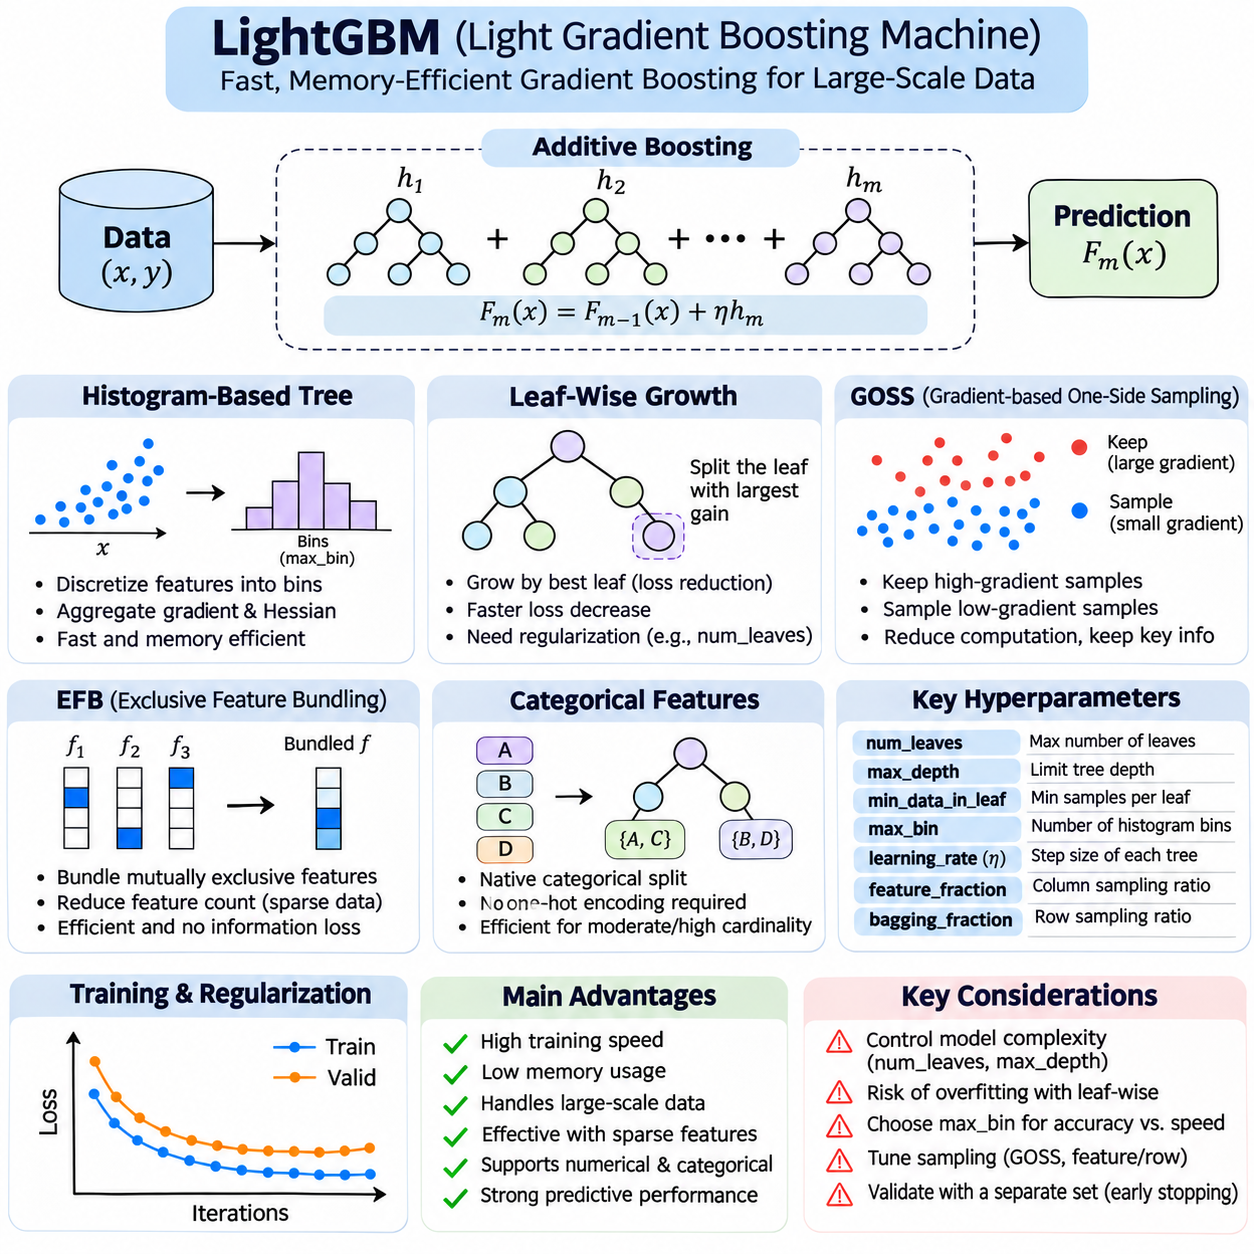 LightGBM (Light Gradient Boosting Machine)
Fast, Memory-Efficient Gradient Boosting for Large-Scale Data
Additive Boosting
Data
(x, y)
h₁
h₂
hₘ
+
+ ••• +
Fₘ(x) = Fₘ₋₁(x) + ηhₘ
Prediction
Fₘ(x)
Histogram-Based Tree
x
Bins
(max_bin)
• Discretize features into bins
• Aggregate gradient & Hessian
• Fast and memory efficient
Leaf-Wise Growth
Split the leaf
with largest
gain
• Grow by best leaf (loss reduction)
• Faster loss decrease
• Need regularization (e.g., num_leaves)
GOSS (Gradient-based One-Side Sampling)
Keep
(large gradient)
Sample
(small gradient)
• Keep high-gradient samples
• Sample low-gradient samples
• Reduce computation, keep key info
EFB (Exclusive Feature Bundling)
f₁ f₂ f₃
Bundled f
• Bundle mutually exclusive features
• Reduce feature count (sparse data)
• Efficient and no information loss
Categorical Features
A
B
C
D
{A, C}
{B, D}
• Native categorical split
• No one-hot encoding required
• Efficient for moderate/high cardinality
Key Hyperparameters
num_leaves Max number of leaves
max_depth Limit tree depth
min_data_in_leaf Min samples per leaf
max_bin Number of histogram bins
learning_rate (η) Step size of each tree
feature_fraction Column sampling ratio
bagging_fraction Row sampling ratio
Training & Regularization
Train
Valid
Loss
Iterations
Main Advantages
High training speed
Low memory usage
Handles large-scale data
Effective with sparse features
Supports numerical & categorical
Strong predictive performance
Key Considerations
Control model complexity
(num_leaves, max_depth)
Risk of overfitting with leaf-wise
Choose max_bin for accuracy vs. speed
Tune sampling (GOSS, feature/row)
Validate with a separate set (early stopping)